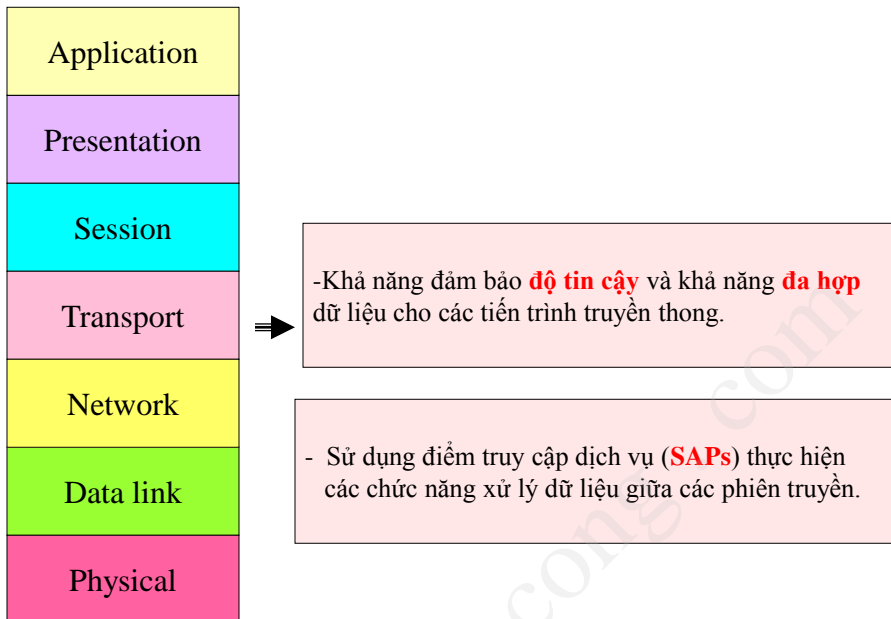 Application
Presentation
Session
Transport
Network
Data link
Physical
-Khả năng đảm bảo độ tin cậy và khả năng đa hợp
dữ liệu cho các tiến trình truyền thong.
- Sử dụng điểm truy cập dịch vụ (SAPs) thực hiện
các chức năng xử lý dữ liệu giữa các phiên truyền.
cong com